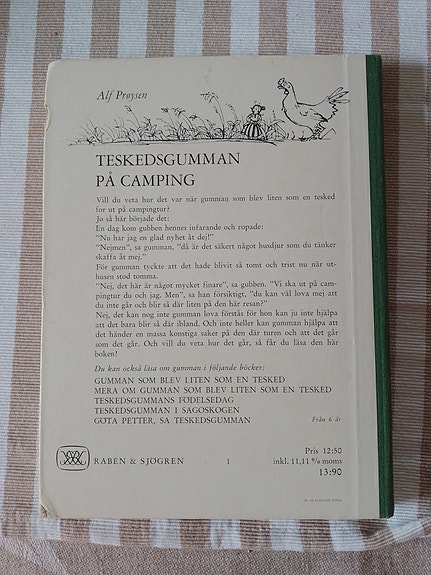 Alf Prøysen
TESKEDSGUMMAN
PÅ CAMPING
Vill du veta hur det var när gumman som blev liten som en tesked
for ut på campingtur?
Jo så här började det:
En dag kom gubben hennes infarande och ropade:
"Nu har jag en glad nyhet åt dej!"
"Nejmen", sa gumman, "då är det säkert något husdjur som du tänker
skaffa åt mej."
För gumman tyckte att det hade blivit så tomt och trist nu när ut-
husen stod tomma.
"Nej, det här är något mycket finare", sa gubben. "Vi ska ut på cam-
pingtur du och jag. Men", sa han försiktigt, "du kan väl lova mej att
du inte går och blir så där liten på den här resan?"
Nej, det kan nog inte gumman lova förstås för hon kan ju inte hjälpa
att det bara blir så där ibland. Och inte heller kan gumman hjälpa att
det händer en massa konstiga saker på den där turen och att det går
som det går. Och vill du veta hur det går, så får du läsa den här
boken!
Du kan också läsa om gumman i följande böcker:
GUMMAN SOM BLEV LITEN SOM EN TESKED
MERA OM GUMMAN SOM BLEV LITEN SOM EN TESKED
TESKEDSGUMMANS FÖDELSEDAG
TESKEDSGUMMAN I SAGOSKOGEN
GOTA PETTER, SA TESKEDSGUMMAN Från 6 år
RABÉN & SJÖGREN 1
Pris 12:50
inkl. 11,11 % moms
13:90